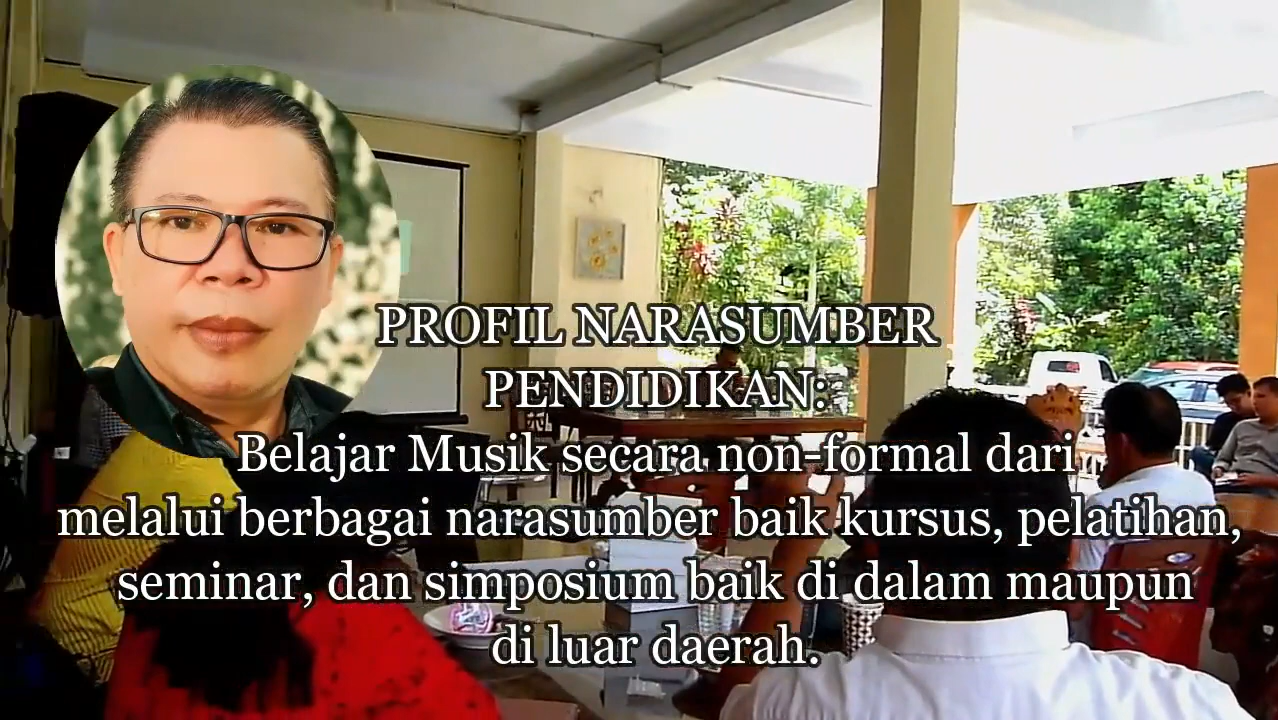 PROFIL NARASUMBER
PENDIDIKAN:
Belajar Musik secara non-formal dari
melalui berbagai narasumber baik kursus, pelatihan,
seminar, dan simposium baik di dalam maupun
di luar daerah.